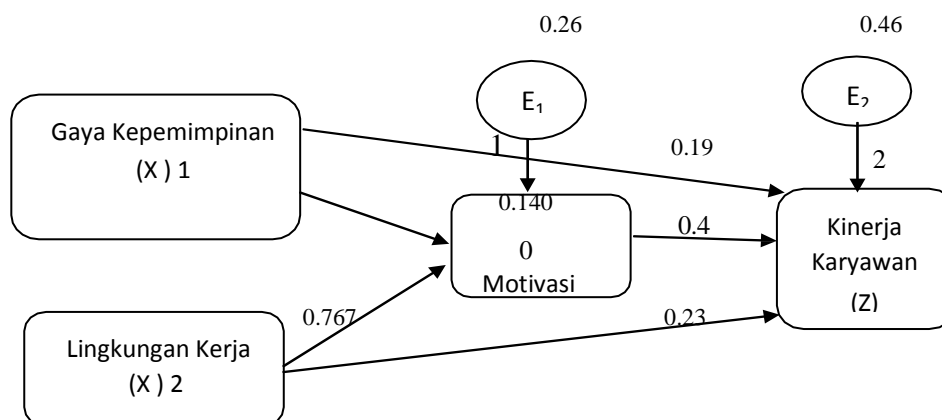 0.26
0.46
E₁
E₂
Gaya Kepemimpinan
(X ) 1
1
0.19
2
0.140
0
Motivasi
0.4
Kinerja
Karyawan
(Z)
0.767
0.23
Lingkungan Kerja
(X ) 2